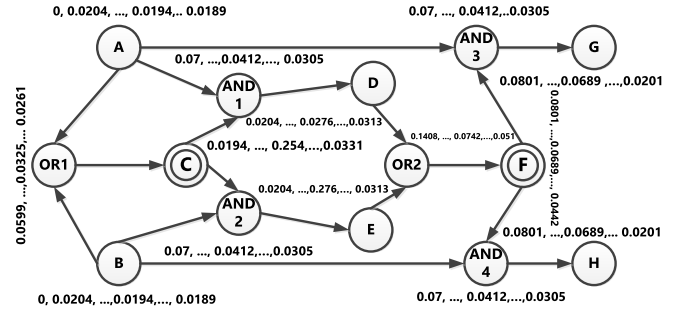 0, 0.0204, ..., 0.0194,.. 0.0189
0.07, ..., 0.0412,..0.0305
A
AND
3
G
0.07, ...,0.0412,..., 0.0305
0.0801, ...,0.0689 ,...,0.0201
AND
1
D
0.0204, ..., 0.0276,...,0.0313
0.0599, ...,0.0325,... 0.0261
0.0194, ..., 0.254,...,0.0331
0.1408, ..., 0.0742,...,0.051
0.0801, ...,0.0689,..., 0.0442
OR1
C
OR2
F
0.0204, ...,0.276,..., 0.0313
AND
2
E
0.0801, ...,0.0689,... 0.0201
0.07, ..., 0.0412,...,0.0305
B
AND
4
H
0, 0.0204, ...,0.0194,..., 0.0189
0.07, ..., 0.0412,...,0.0305